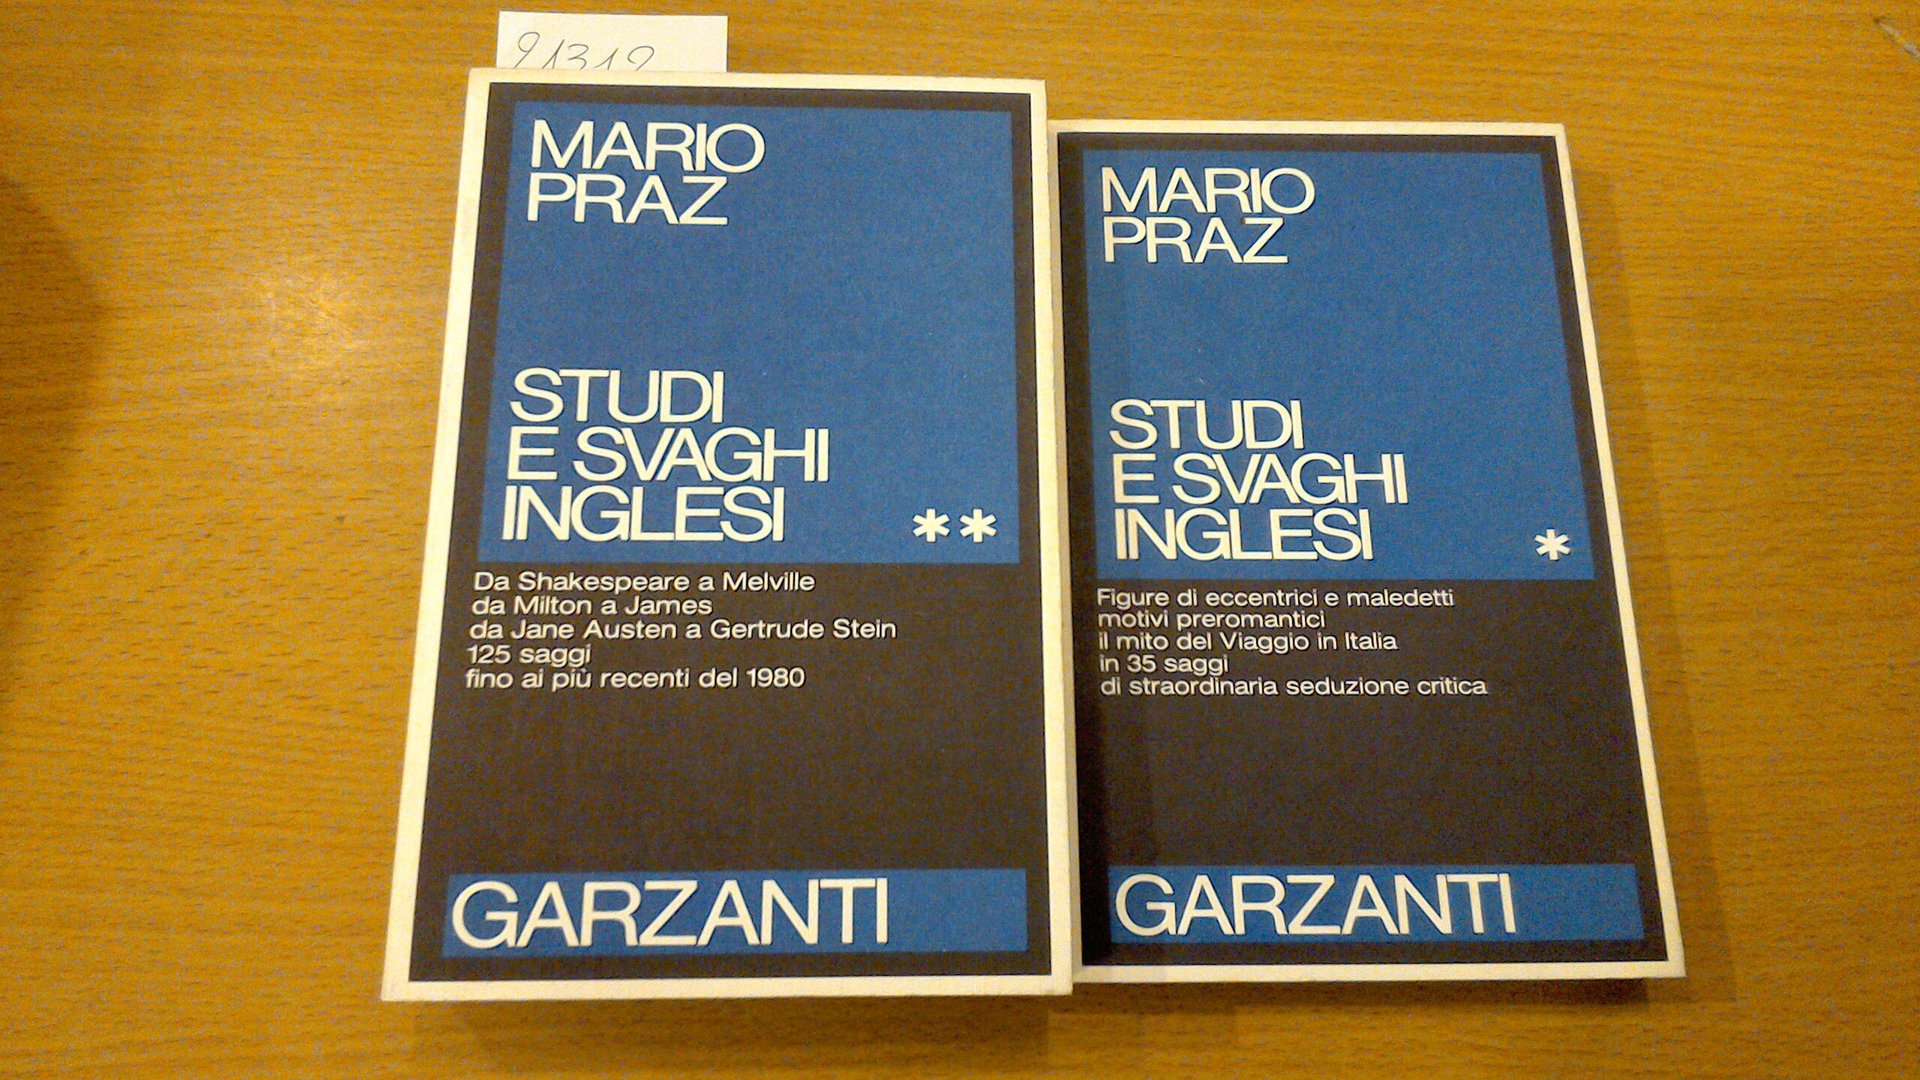 91312
MARIO
PRAZ
STUDI
E SVAGHI
INGLESI **
Da Shakespeare a Melville
da Milton a James
da Jane Austen a Gertrude Stein
125 saggi
fino ai più recenti del 1980
GARZANTI
MARIO
PRAZ
STUDI
E SVAGHI
INGLESI *
Figure di eccentrici e maledetti
motivi preromantici
il mito del Viaggio in Italia
in 35 saggi
di straordinaria seduzione critica
GARZANTI